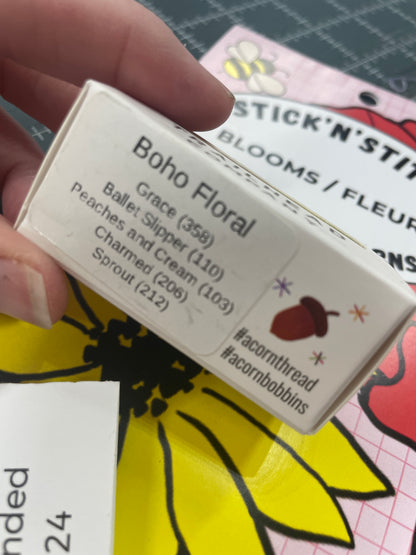 STICK'N'STIT
BLOOMS / FLEUR
ONS
Boho Floral
Grace (358)
Ballet Slipper (110)
Peaches and Cream (103)
Charmed (206)
Sprout (212)
#acornthread
#acornbobbins
nded
24